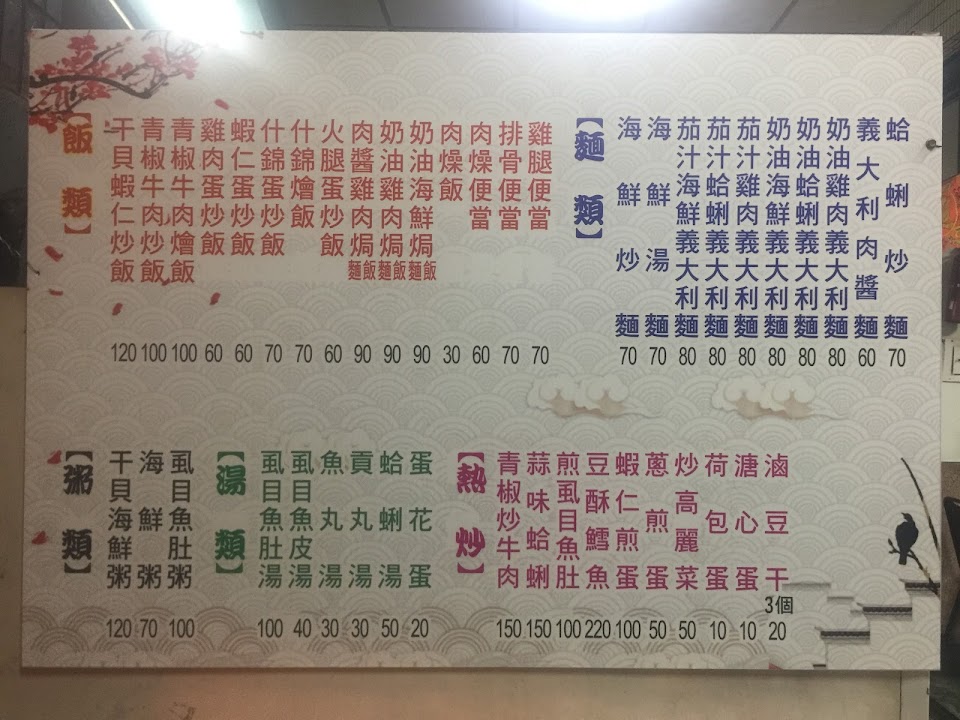 【飯類】
干貝蝦仁炒飯 120
青椒牛肉炒飯 100
青椒牛肉燴飯 100
雞肉蛋炒飯 60
蝦仁蛋炒飯 60
什錦蛋炒飯 70
什錦燴飯 70
火腿蛋炒飯 60
肉醬雞肉焗麵飯 90
奶油雞肉焗麵飯 90
奶油海鮮焗麵飯 90
肉燥飯 30
肉燥便當 60
排骨便當 70
雞腿便當 70
【麵類】
海鮮炒麵 70
海鮮湯麵 70
茄汁海鮮義大利麵 80
茄汁蛤蜊義大利麵 80
茄汁雞肉義大利麵 80
奶油海鮮義大利麵 80
奶油蛤蜊義大利麵 80
奶油雞肉義大利麵 80
義大利肉醬麵 60
蛤蜊炒麵 70
【粥類】
干貝海鮮粥 120
海鮮粥 70
虱目魚肚粥 100
【湯類】
虱目魚肚湯 100
虱目魚皮湯 40
魚丸湯 30
貢丸湯 30
蛤蜊湯 50
蛋花蛋 20
【熱炒】
青椒炒牛肉 150
蒜味蛤蜊 150
煎虱目魚肚 100
豆酥鱈魚 220
蝦仁煎蛋 100
蔥煎蛋 50
炒高麗菜 50
荷包蛋 10
溏心蛋 10
滷豆干 3個 20